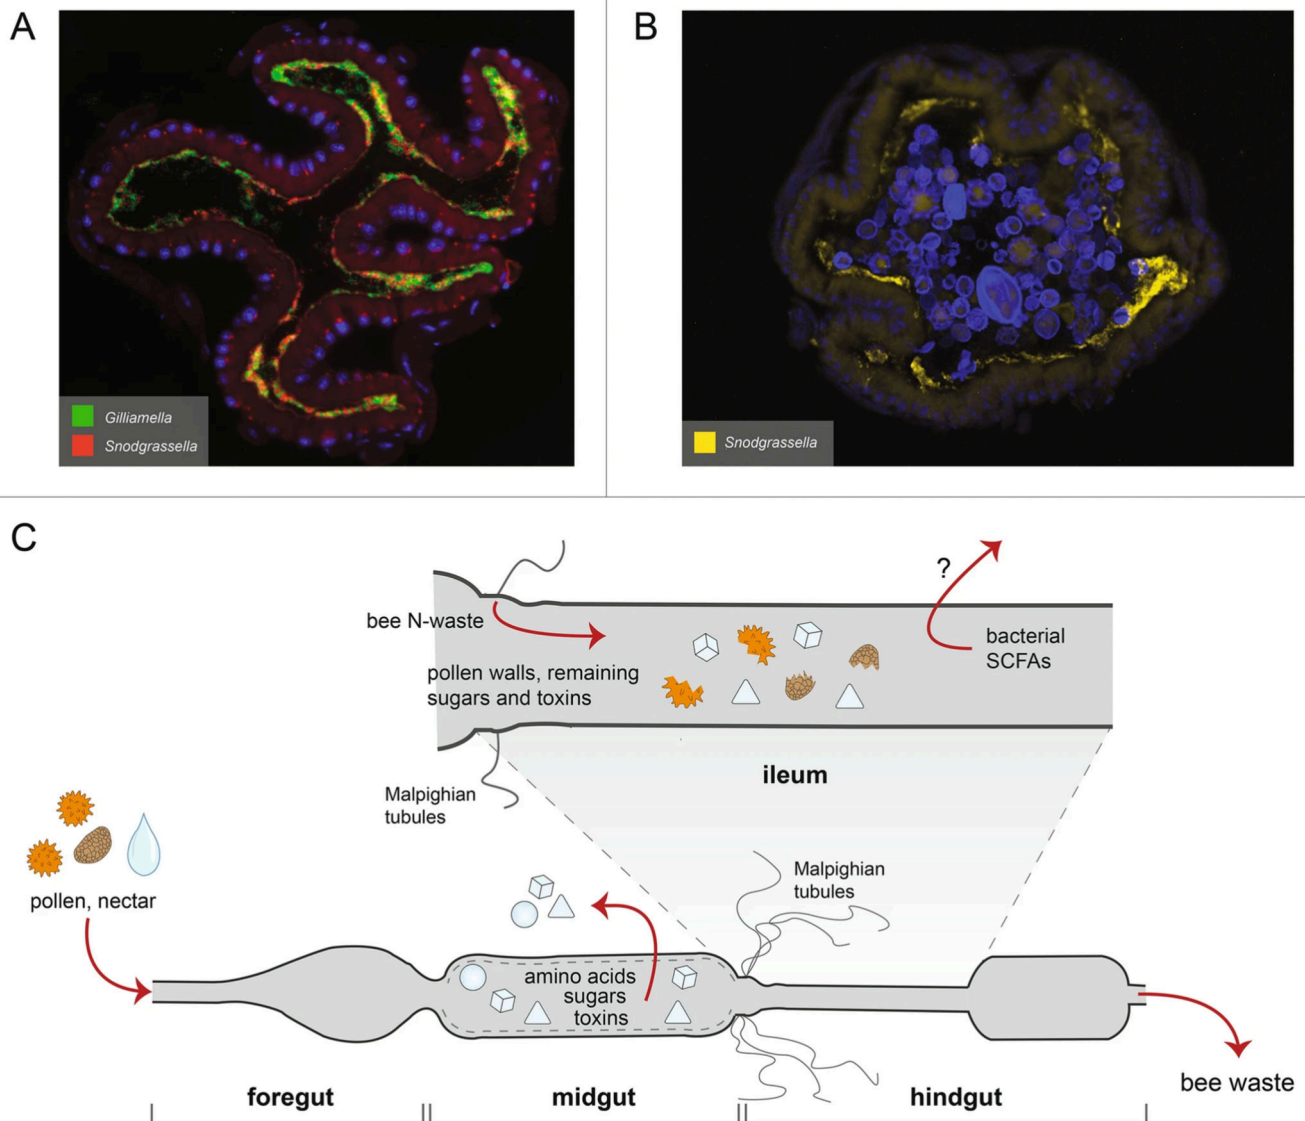 A
Gilliamella
Snodgrassella
B
Snodgrassella
C
bee N-waste
pollen walls, remaining
sugars and toxins
?
bacterial
SCFAs
ileum
Malpighian
tubules
pollen, nectar
Malpighian
tubules
amino acids
sugars
toxins
bee waste
foregut
midgut
hindgut